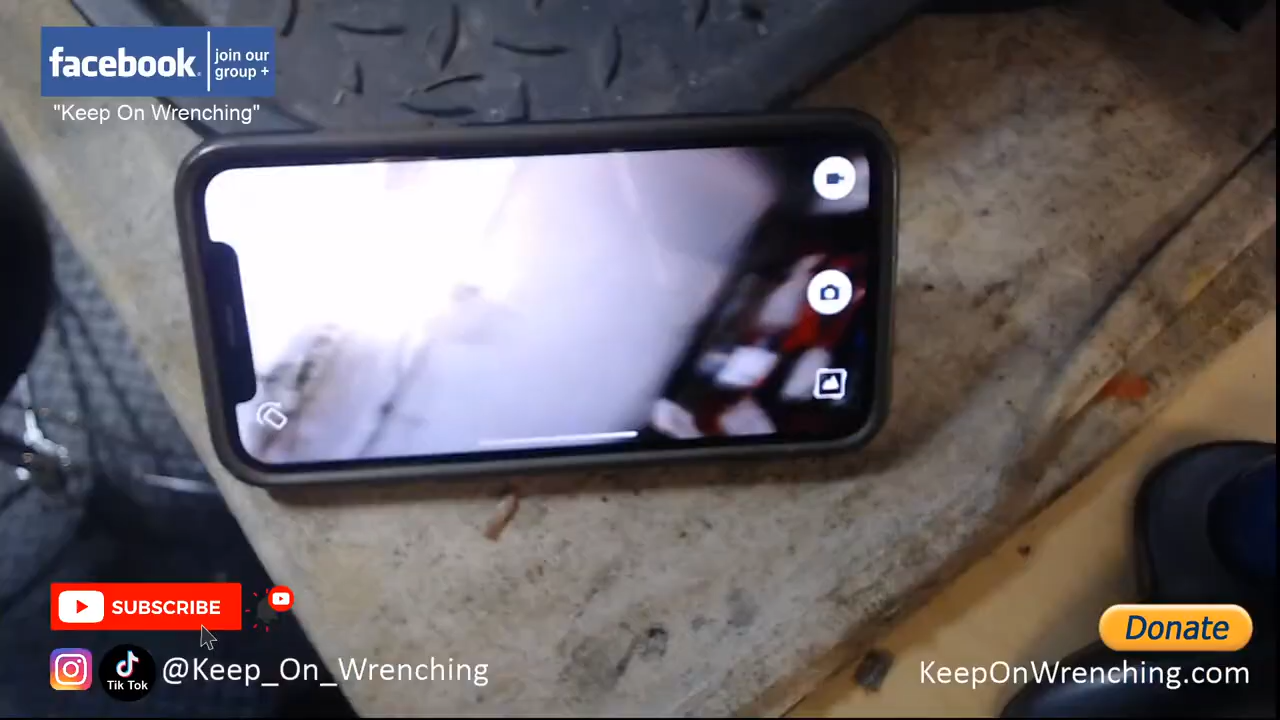 facebook.
join our
group +
"Keep On Wrenching"
SUBSCRIBE
Tik Tok
@Keep_On_Wrenching
Donate
KeepOnWrenching.com